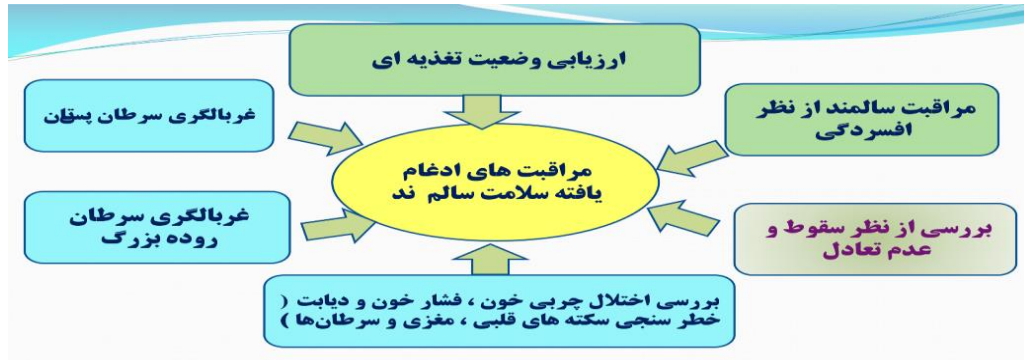 ارزیابی وضعیت تغذیه ای
مراقبت سالمند از نظر
افسردگی
غربالگری سرطان پستان
مراقبت های ادغام
یافته سلامت سالم ند
بررسی از نظر سقوط و
عدم تعادل
غربالگری سرطان
روده بزرگ
بررسی اختلال چربی خون ، فشار خون و دیابت (
خطر سنجی سکته های قلبی ، مغزی و سرطان‌ها )